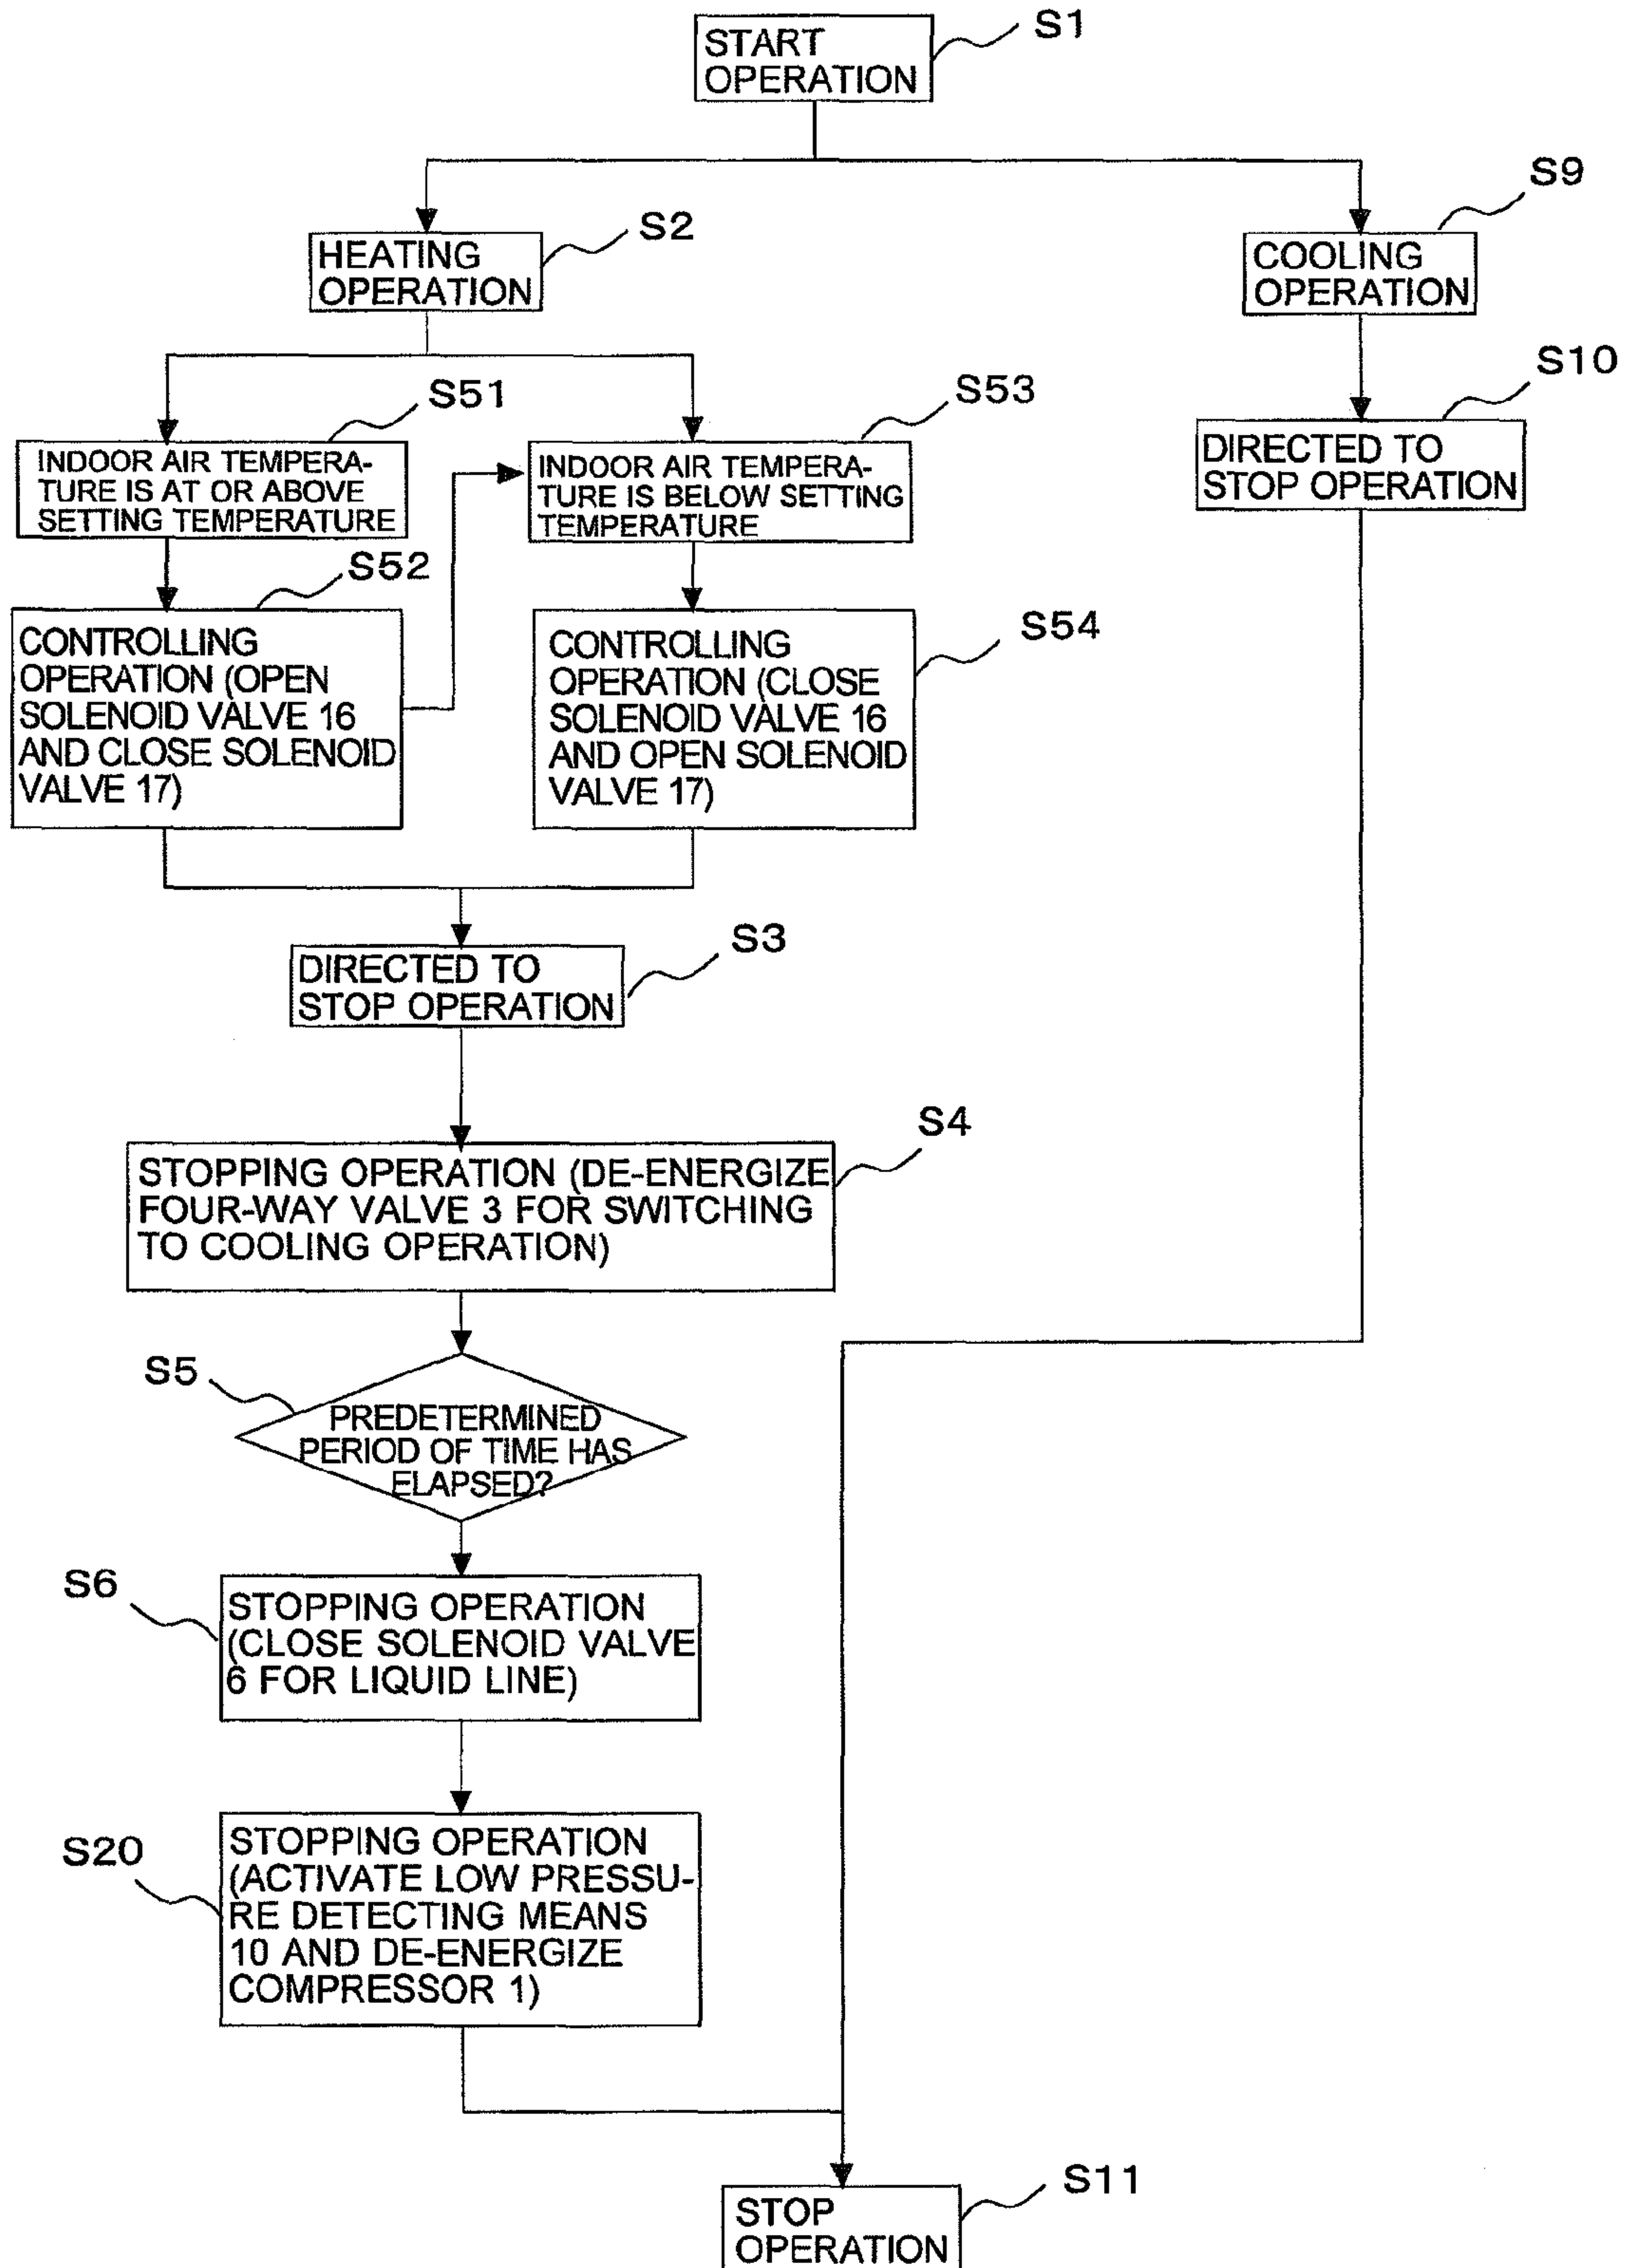 S1
START
OPERATION
S2
HEATING
OPERATION
S9
COOLING
OPERATION
S10
DIRECTED TO
STOP OPERATION
S51
INDOOR AIR TEMPERA-
TURE IS AT OR ABOVE
SETTING TEMPERATURE
S53
INDOOR AIR TEMPERA-
TURE IS BELOW SETTING
TEMPERATURE
S52
CONTROLLING
OPERATION (OPEN
SOLENOID VALVE 16
AND CLOSE SOLENOID
VALVE 17)
S54
CONTROLLING
OPERATION (CLOSE
SOLENOID VALVE 16
AND OPEN SOLENOID
VALVE 17)
S3
DIRECTED TO
STOP OPERATION
S4
STOPPING OPERATION (DE-ENERGIZE
FOUR-WAY VALVE 3 FOR SWITCHING
TO COOLING OPERATION)
S5
PREDETERMINED
PERIOD OF TIME HAS
ELAPSED?
S6
STOPPING OPERATION
(CLOSE SOLENOID VALVE
6 FOR LIQUID LINE)
S20
STOPPING OPERATION
(ACTIVATE LOW PRESSU-
RE DETECTING MEANS
10 AND DE-ENERGIZE
COMPRESSOR 1)
S11
STOP
OPERATION